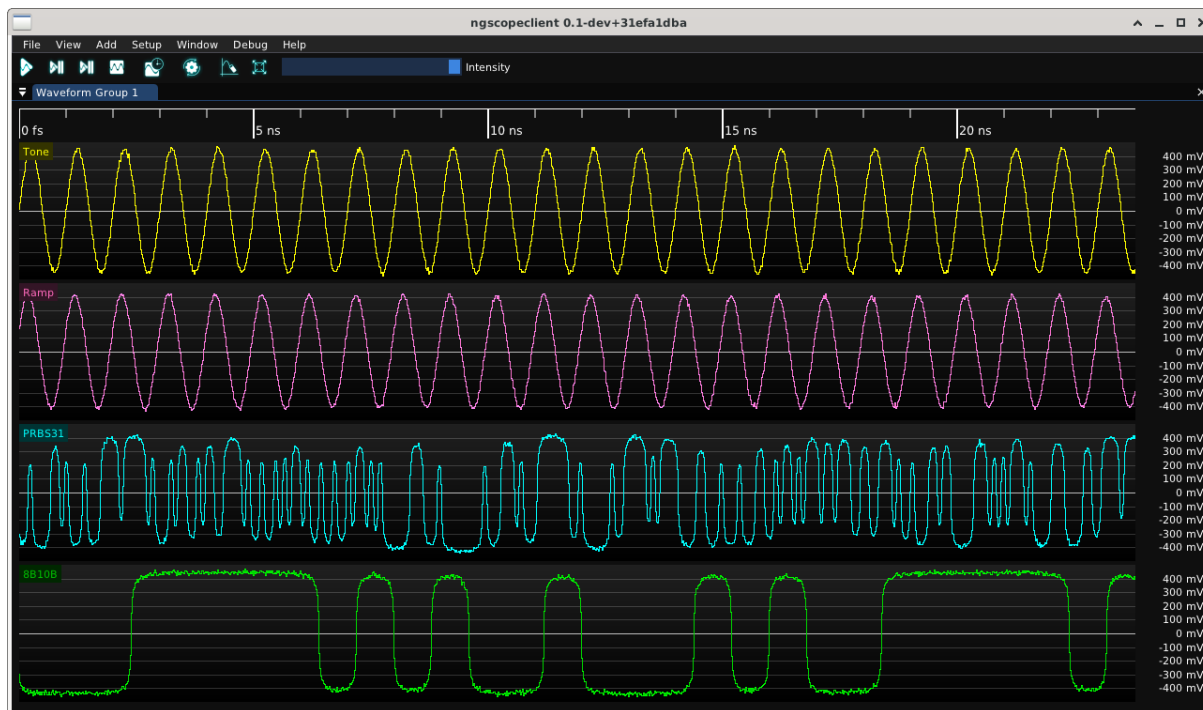 ngscopeclient 0.1-dev+31efa1dba
File View Add Setup Window Debug Help
Intensity
Waveform Group 1
0 fs 5 ns 10 ns 15 ns 20 ns
Tone
400 mV
300 mV
200 mV
100 mV
0 mV
-100 mV
-200 mV
-300 mV
-400 mV
Ramp
400 mV
300 mV
200 mV
100 mV
0 mV
-100 mV
-200 mV
-300 mV
-400 mV
PRBS31
400 mV
300 mV
200 mV
100 mV
0 mV
-100 mV
-200 mV
-300 mV
-400 mV
8B10B
400 mV
300 mV
200 mV
100 mV
0 mV
-100 mV
-200 mV
-300 mV
-400 mV